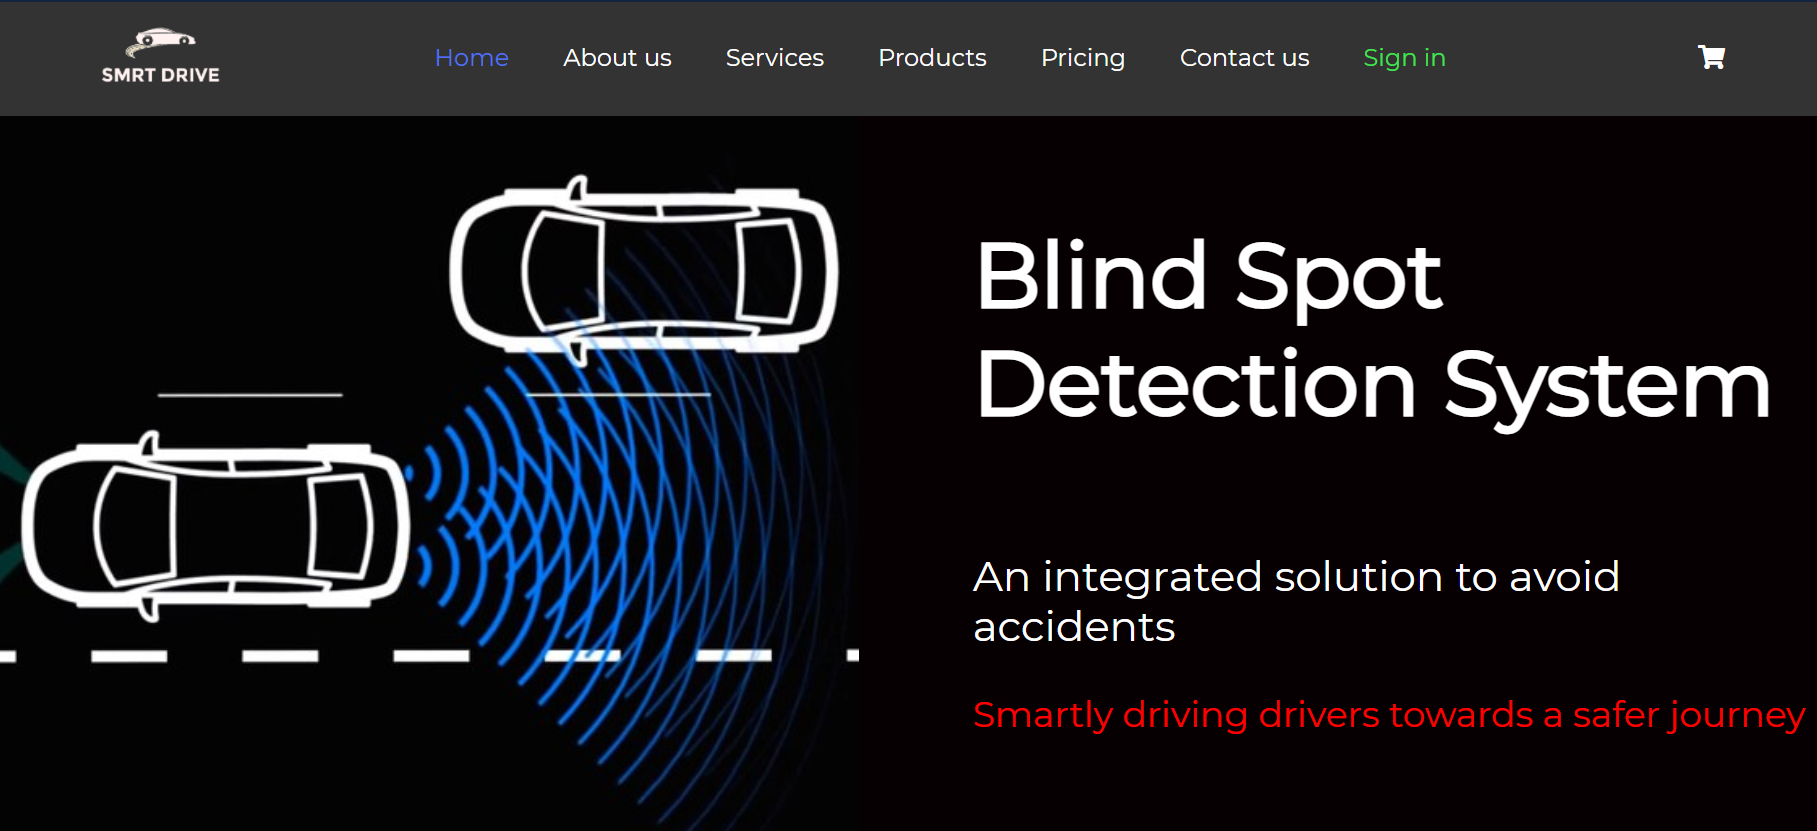 SMRT DRIVE
Home About us Services Products Pricing Contact us Sign in
Blind Spot
Detection System
An integrated solution to avoid
accidents
Smartly driving drivers towards a safer journey